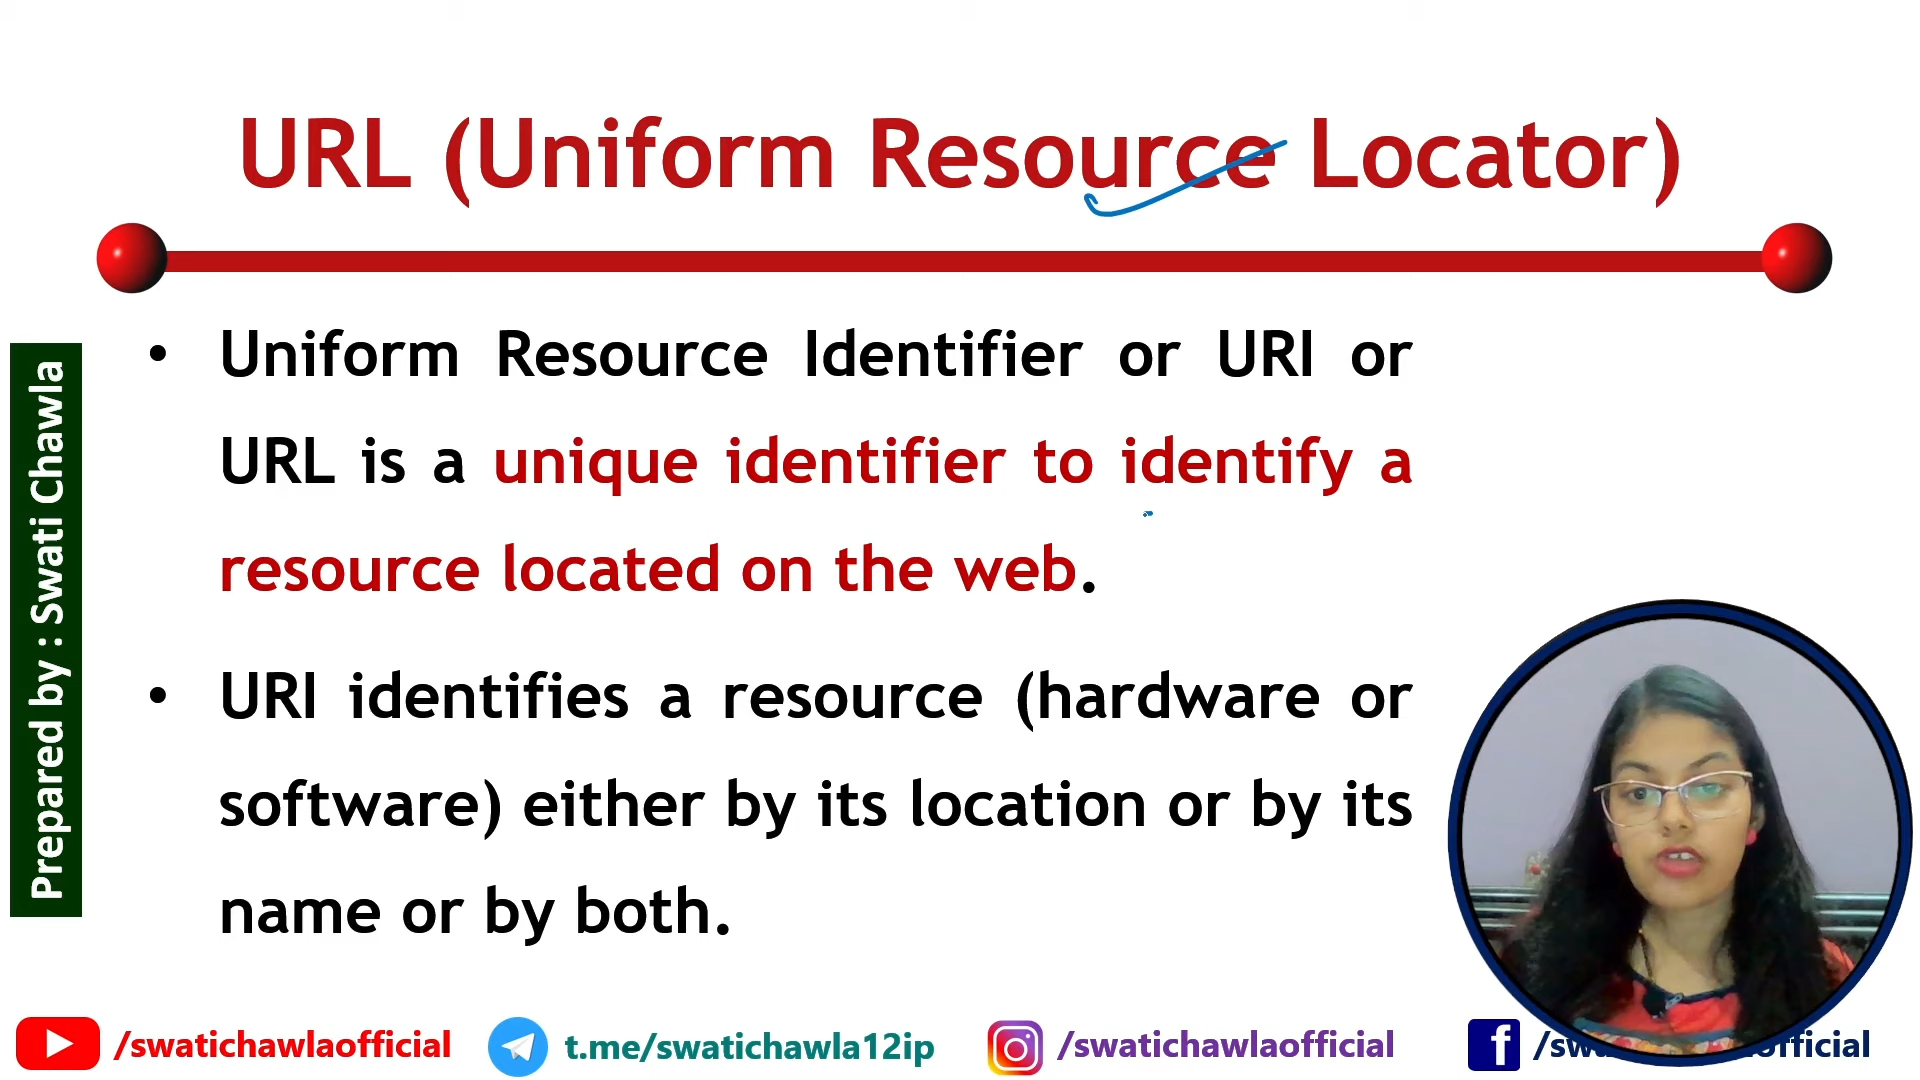 URL (Uniform Resource Locator)
• Uniform Resource Identifier or URI or
URL is a unique identifier to identify a
resource located on the web.
• URI identifies a resource (hardware or
software) either by its location or by its
name or by both.
Prepared by : Swati Chawla
/swatichawlaofficial
t.me/swatichawla12ip
/swatichawlaofficial